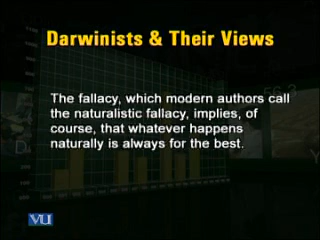 Darwinists & Their Views
The fallacy, which modern authors call
the naturalistic fallacy, implies, of
course, that whatever happens
naturally is always for the best.
VU